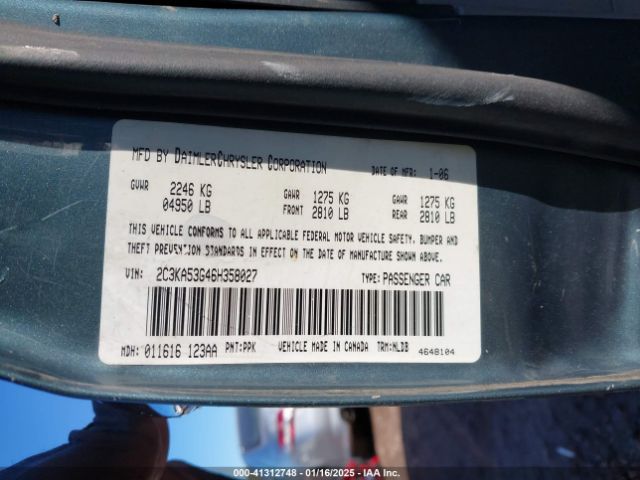 MFD BY DAIMLERCHRYSLER CORPORATION DATE OF MFR: 1-06
GVWR 2246 KG GAWR 1275 KG GAWR 1275 KG
04950 LB FRONT 2810 LB REAR 2810 LB
THIS VEHICLE CONFORMS TO ALL APPLICABLE FEDERAL MOTOR VEHICLE SAFETY, BUMPER AND
THEFT PREVENTION STANDARDS IN EFFECT ON THE DATE OF MANUFACTURE SHOWN ABOVE.
VIN: 2C3KA53G46H358027 TYPE: PASSENGER CAR
MDH: 011616 123AA PNT: PPK VEHICLE MADE IN CANADA TRM: NLDB 4648104
000-41312748 - 01/16/2025 - IAA Inc.